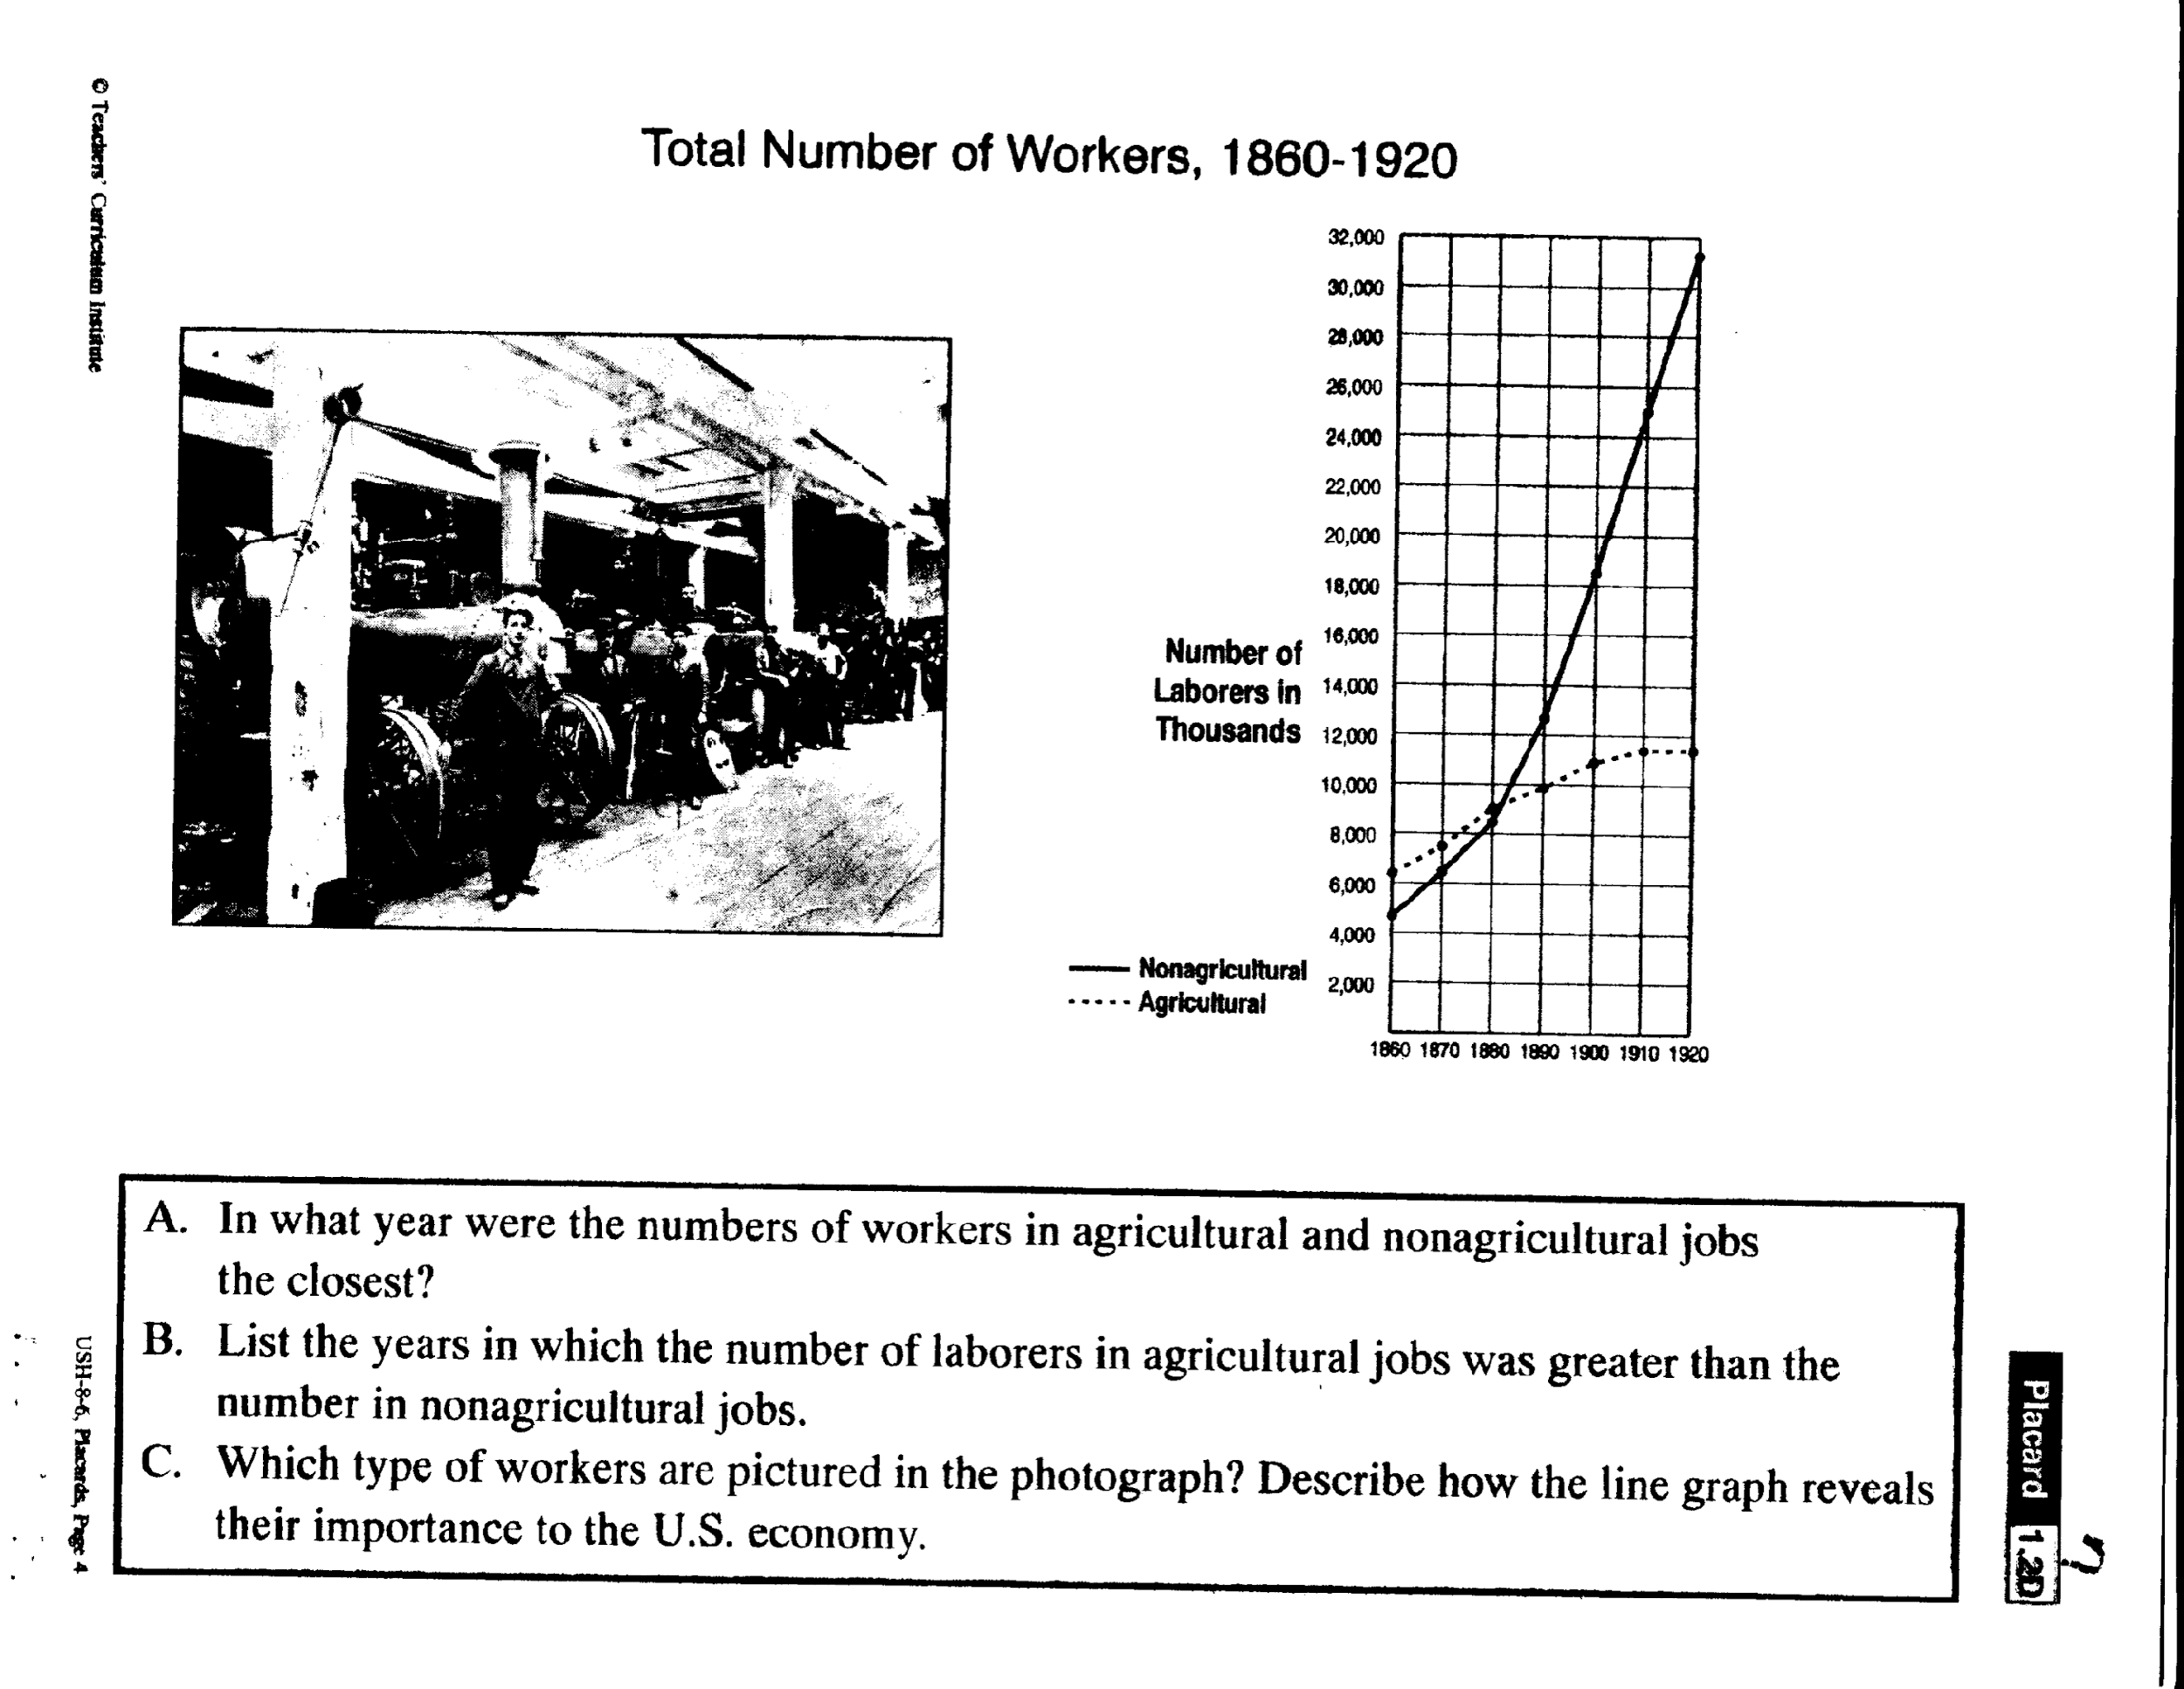 © Teachers' Curriculum Institute
Total Number of Workers, 1860-1920
32,000
30,000
28,000
26,000
24,000
22,000
20,000
18,000
16,000
14,000
12,000
10,000
8,000
6,000
4,000
2,000
Number of
Laborers in
Thousands
Nonagricultural
Agricultural
1860 1870 1880 1890 1900 1910 1920
A. In what year were the numbers of workers in agricultural and nonagricultural jobs
the closest?
B. List the years in which the number of laborers in agricultural jobs was greater than the
number in nonagricultural jobs.
C. Which type of workers are pictured in the photograph? Describe how the line graph reveals
their importance to the U.S. economy.
USH-8-6, Placards, Page 4
Placard 1.2D